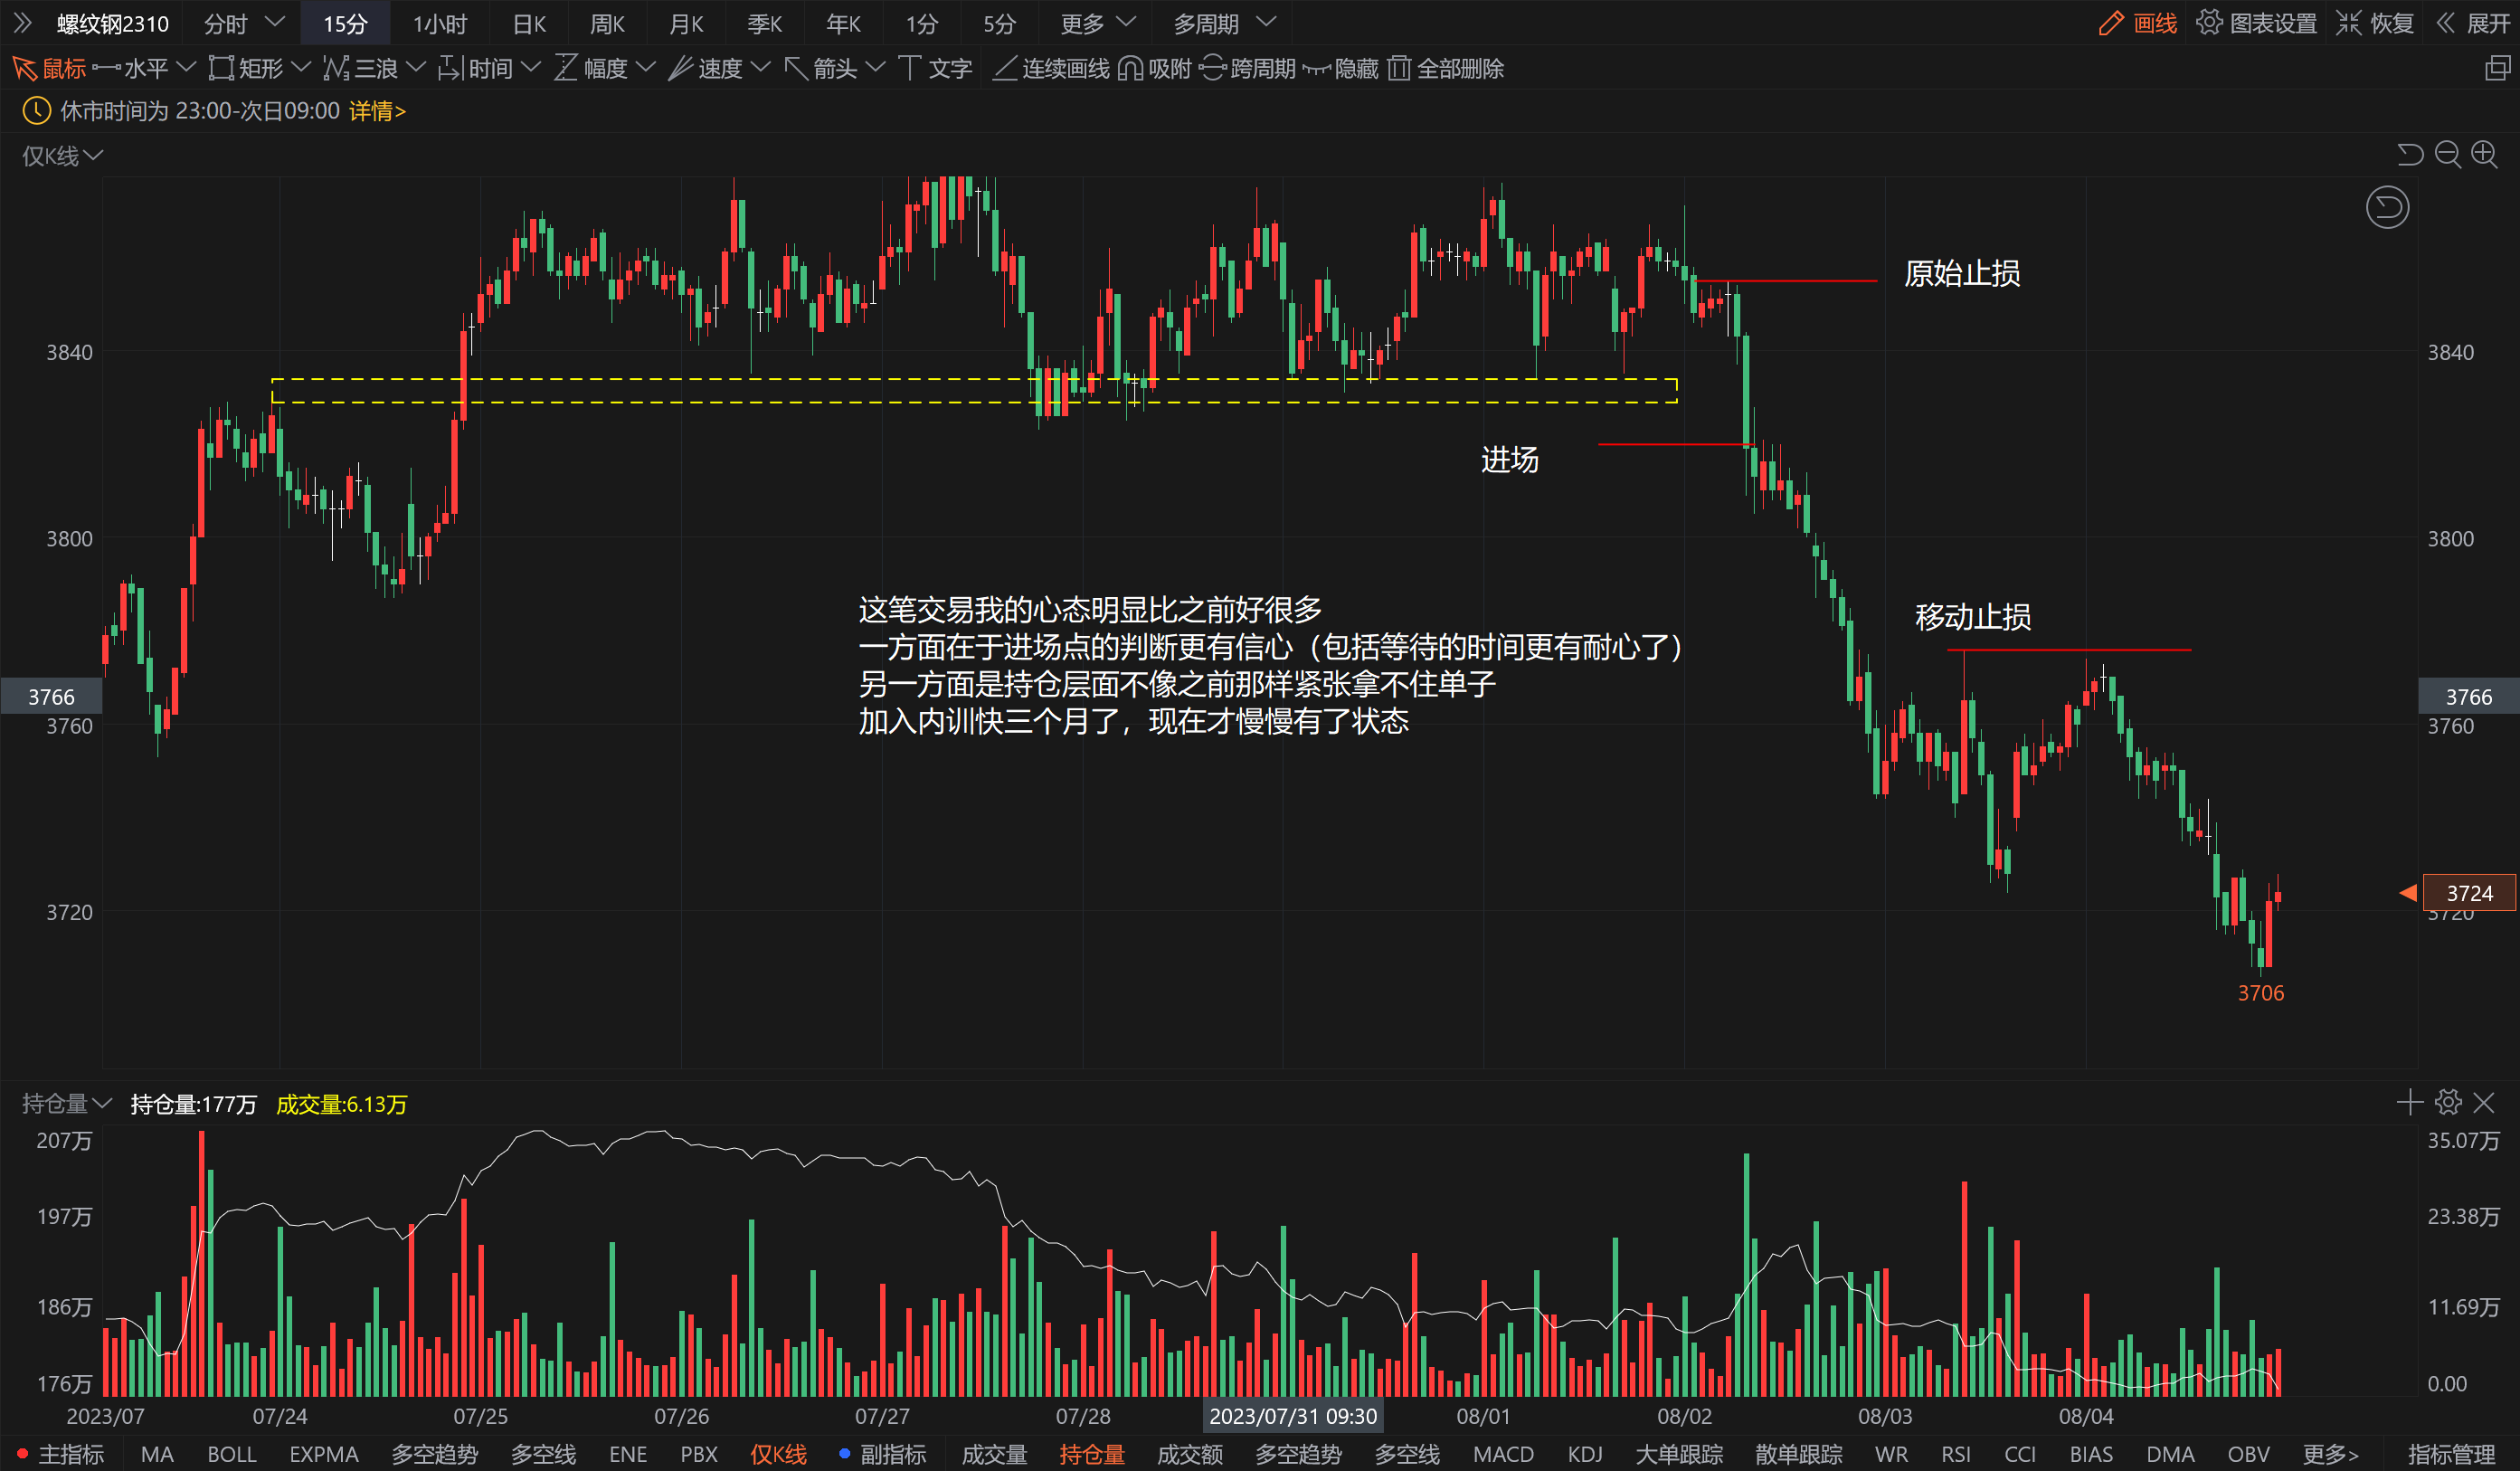 螺纹钢2310 分时 15分 1小时 日K 周K 月K 季K 年K 1分 5分 更多 多周期 画线 图表设置 恢复 展开
鼠标 水平 矩形 三浪 时间 幅度 速度 箭头 文字 连续画线 吸附 跨周期 隐藏 全部删除
休市时间为 23:00-次日09:00 详情>
仅K线
原始止损
3840 3840
进场
3800 3800
这笔交易我的心态明显比之前好很多
移动止损
一方面在于进场点的判断更有信心（包括等待的时间更有耐心了）
另一方面是持仓层面不像之前那样紧张拿不住单子
3766 3766
加入内训快三个月了，现在才慢慢有了状态
3760 3760
3724
3720 3720
3706
持仓量 持仓量:177万 成交量:6.13万
207万 35.07万
197万 23.38万
186万 11.69万
176万 0.00
2023/07 07/24 07/25 07/26 07/27 07/28 2023/07/31 09:30 08/01 08/02 08/03 08/04
主指标 MA BOLL EXPMA 多空趋势 多空线 ENE PBX 仅K线 副指标 成交量 持仓量 成交额 多空趋势 多空线 MACD KDJ 大单跟踪 散单跟踪 WR RSI CCI BIAS DMA OBV 更多> 指标管理